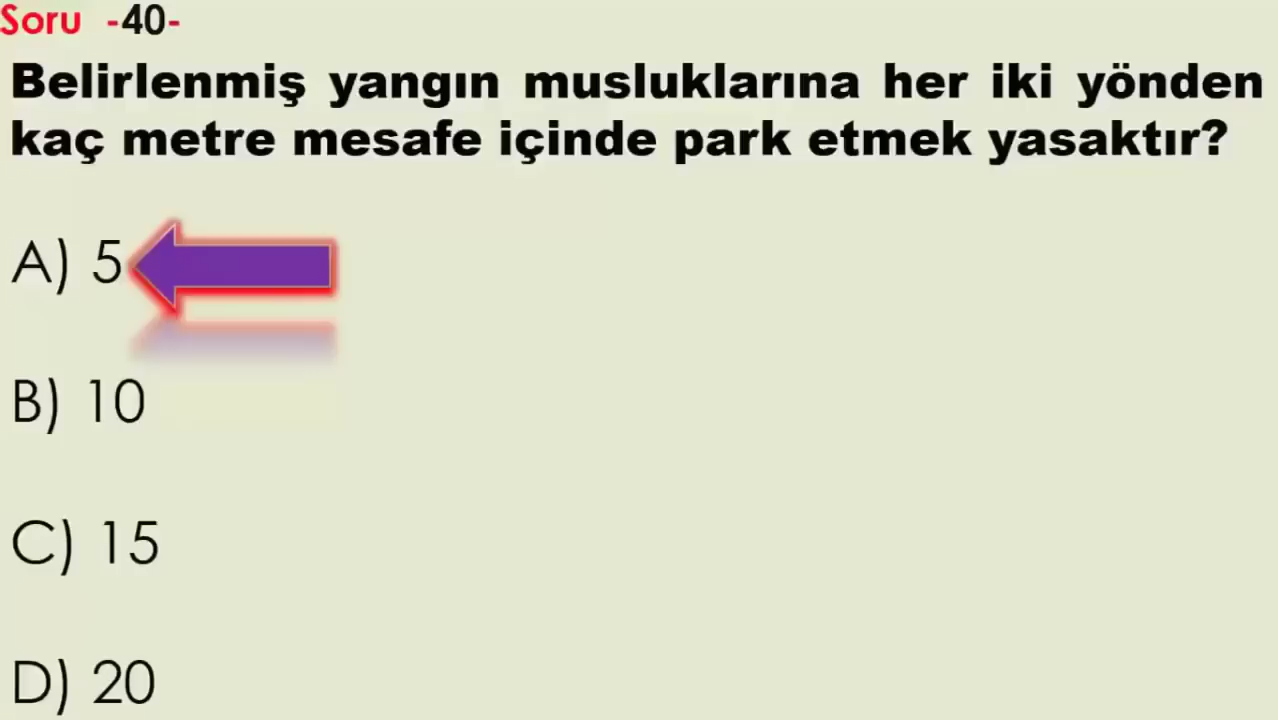 Soru -40-
Belirlenmiş yangın musluklarına her iki yönden
kaç metre mesafe içinde park etmek yasaktır?
A) 5
B) 10
C) 15
D) 20